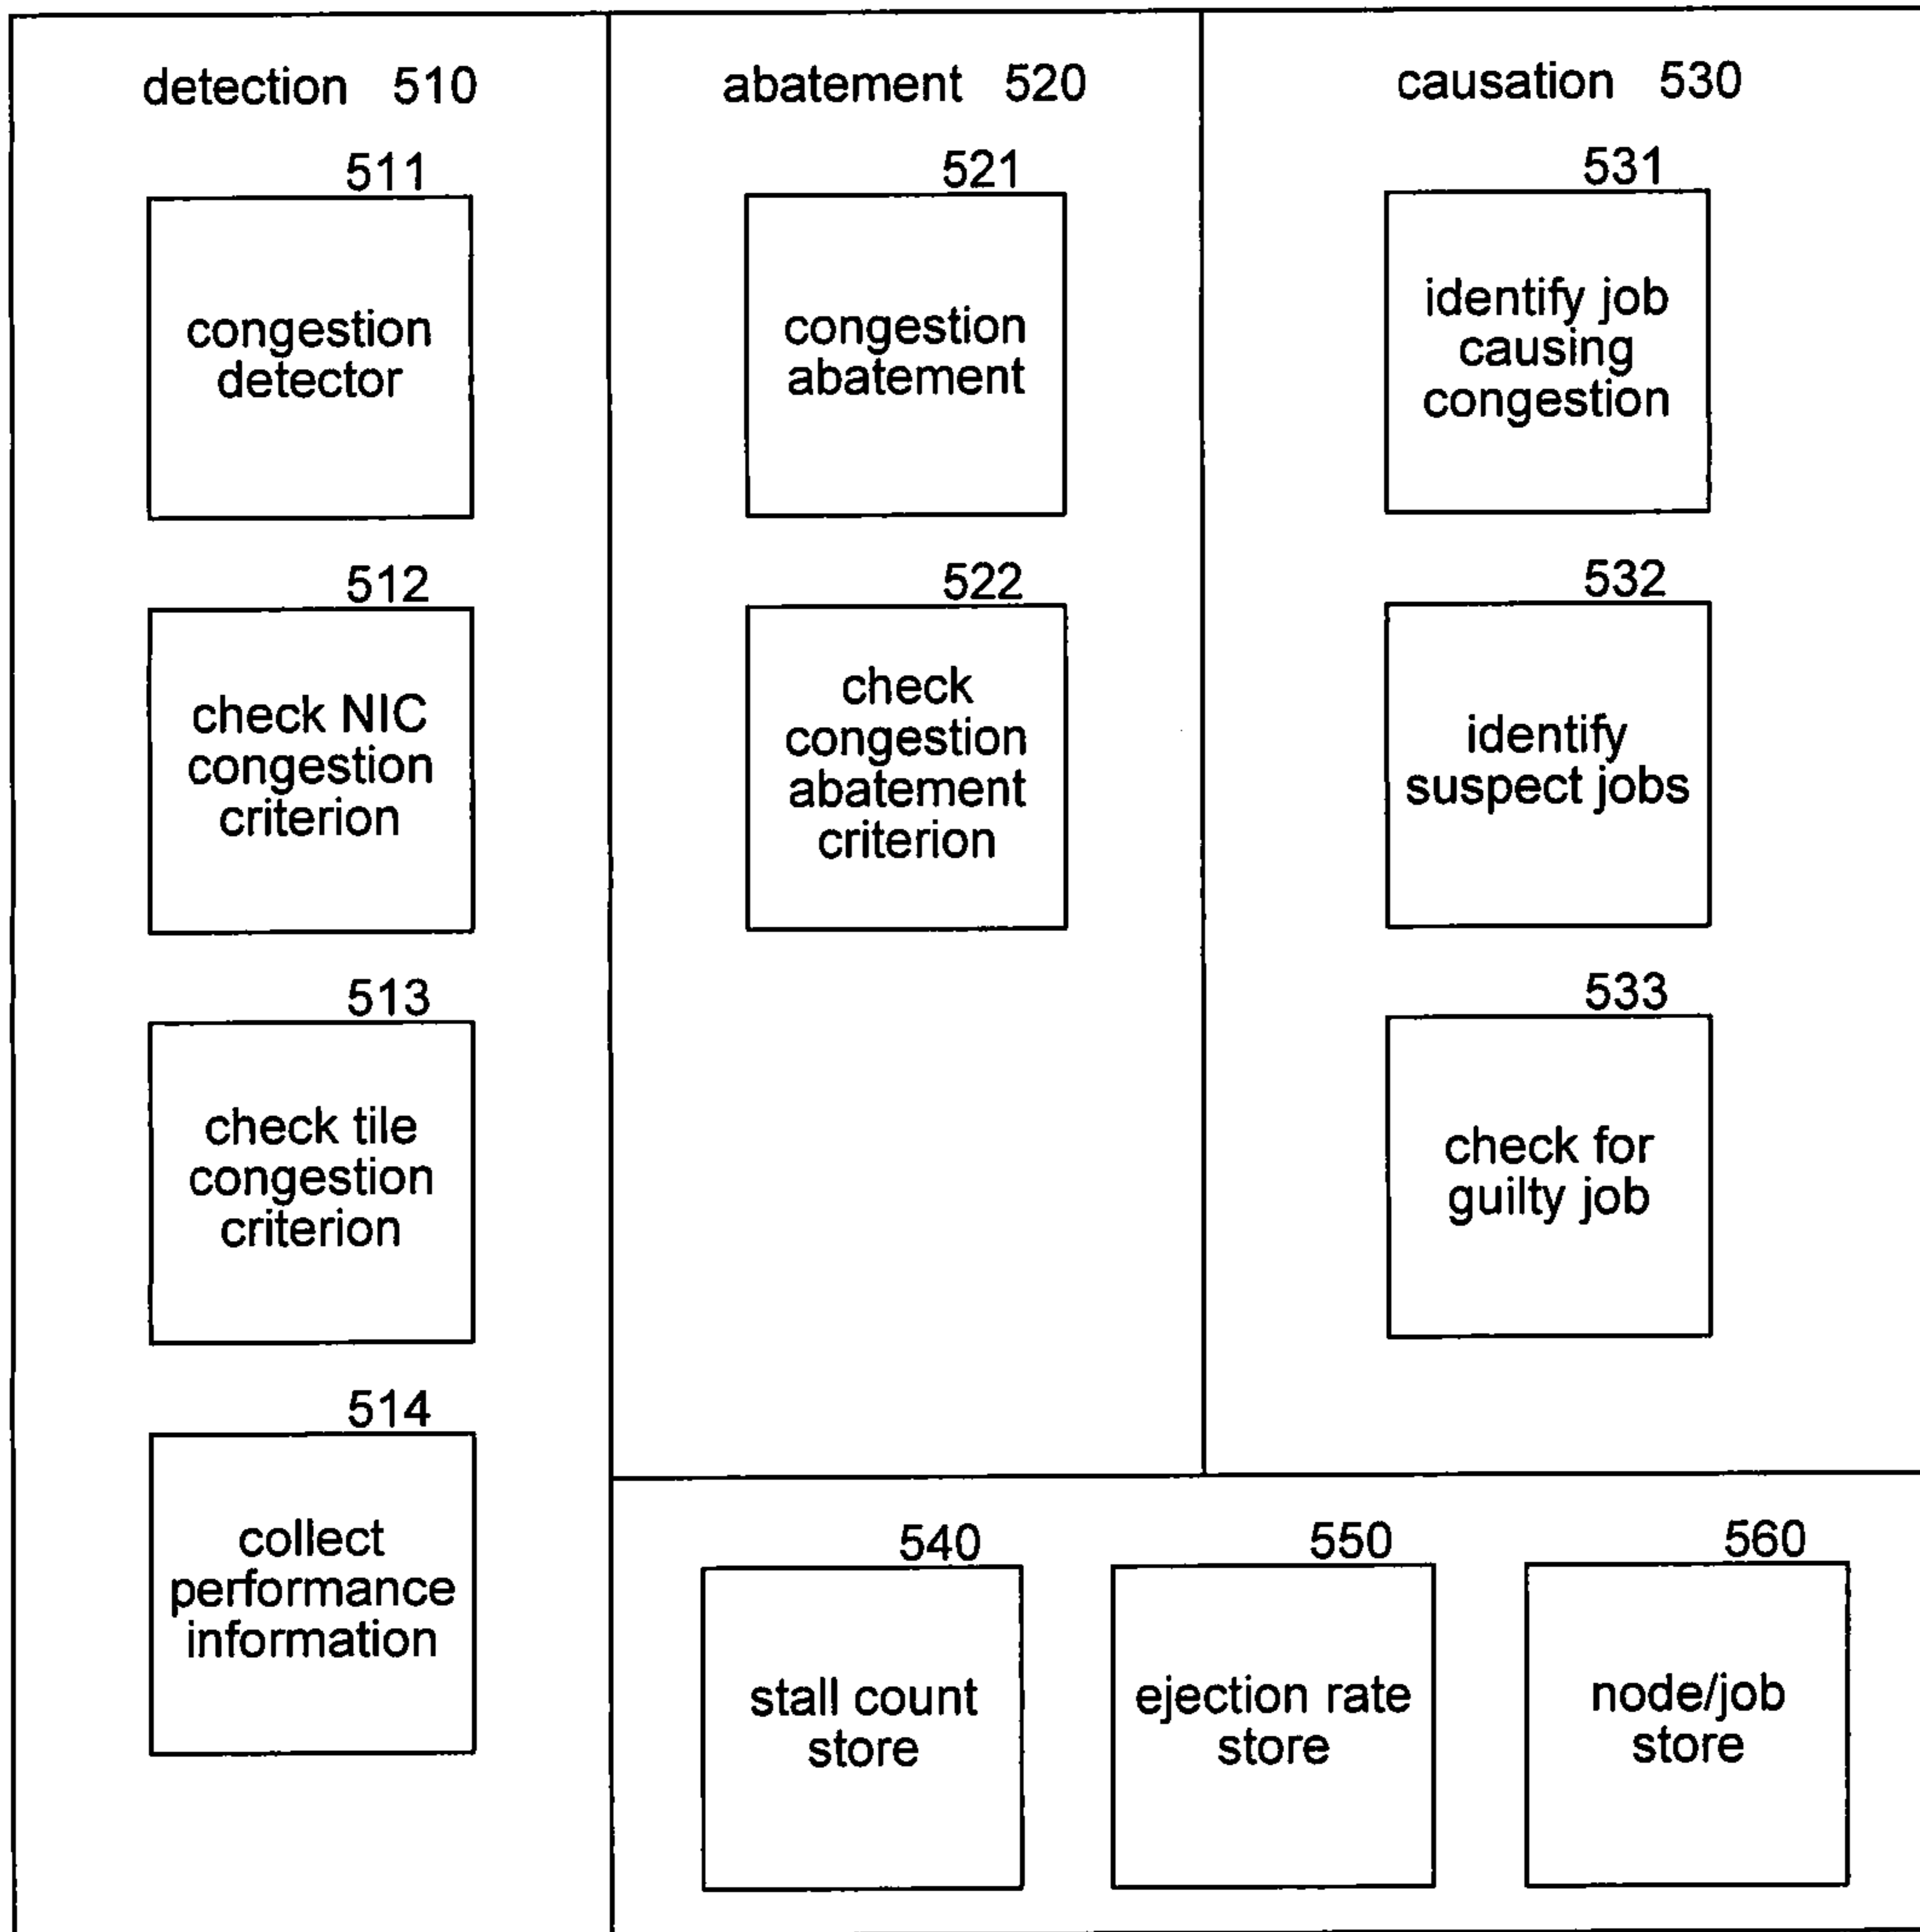 detection 510
511
congestion
detector
512
check NIC
congestion
criterion
513
check tile
congestion
criterion
514
collect
performance
information
abatement 520
521
congestion
abatement
522
check
congestion
abatement
criterion
causation 530
531
identify job
causing
congestion
532
identify
suspect jobs
533
check for
guilty job
540
stall count
store
550
ejection rate
store
560
node/job
store